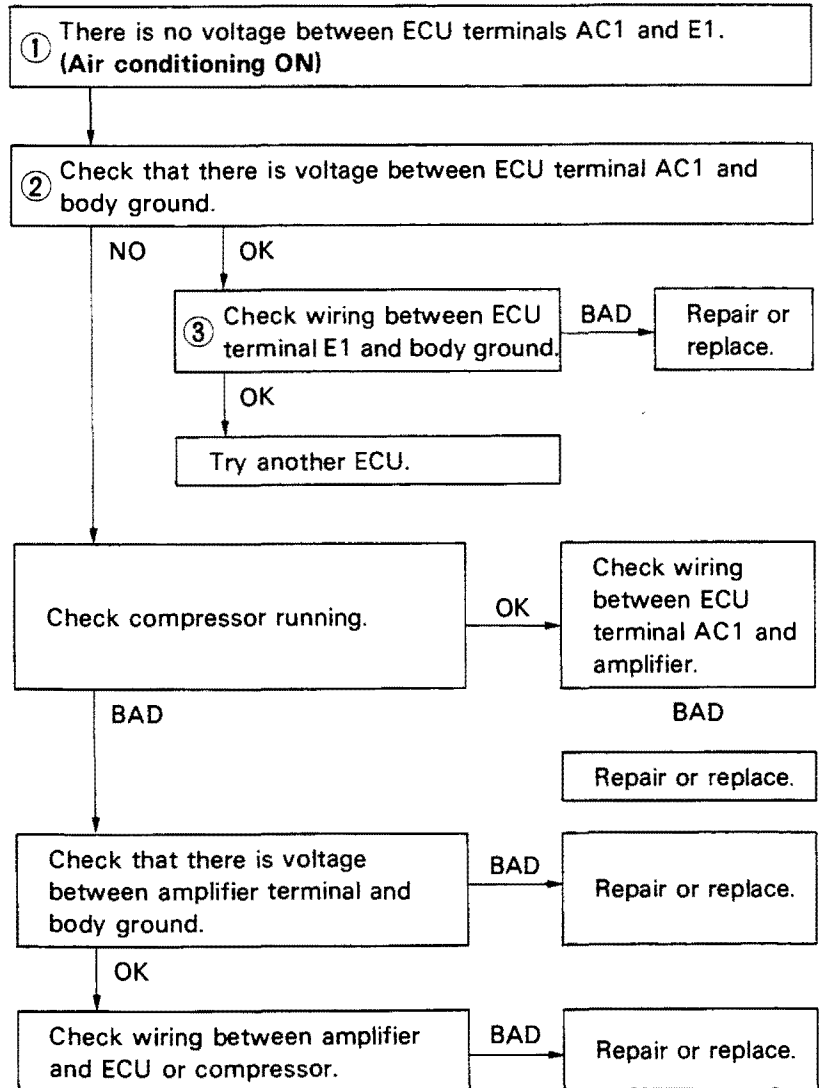 ① There is no voltage between ECU terminals AC1 and E1.
(Air conditioning ON)
② Check that there is voltage between ECU terminal AC1 and
body ground.
NO
OK
③ Check wiring between ECU
terminal E1 and body ground.
BAD
Repair or
replace.
OK
Try another ECU.
Check compressor running.
OK
Check wiring
between ECU
terminal AC1 and
amplifier.
BAD
BAD
Repair or replace.
Check that there is voltage
between amplifier terminal and
body ground.
BAD
Repair or replace.
OK
Check wiring between amplifier
and ECU or compressor.
BAD
Repair or replace.